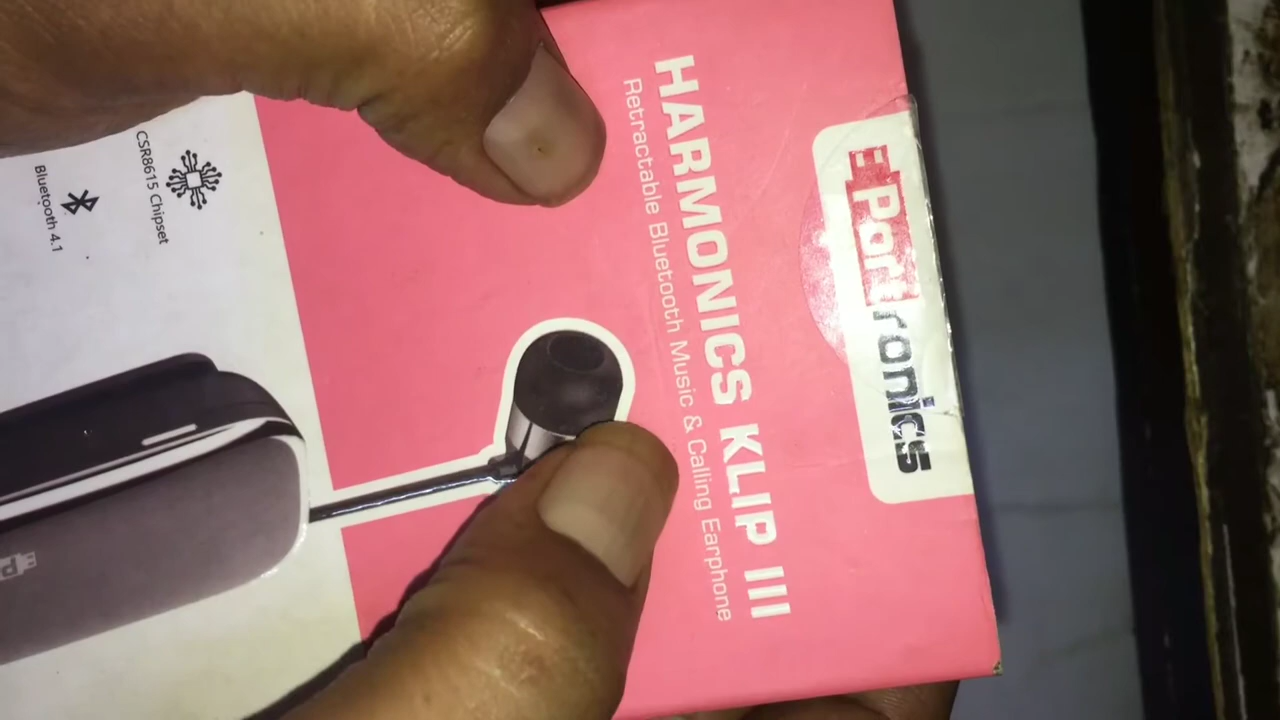 Portronics
HARMONICS KLIP III
Retractable Bluetooth Music & Calling Earphone
CSR8615 Chipset
Bluetooth 4.1